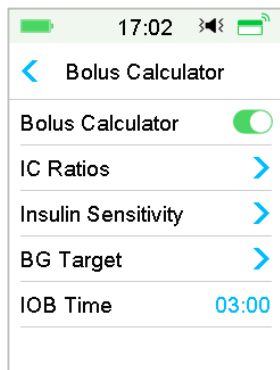 17:02
Bolus Calculator
Bolus Calculator
IC Ratios
Insulin Sensitivity
BG Target
IOB Time 03:00